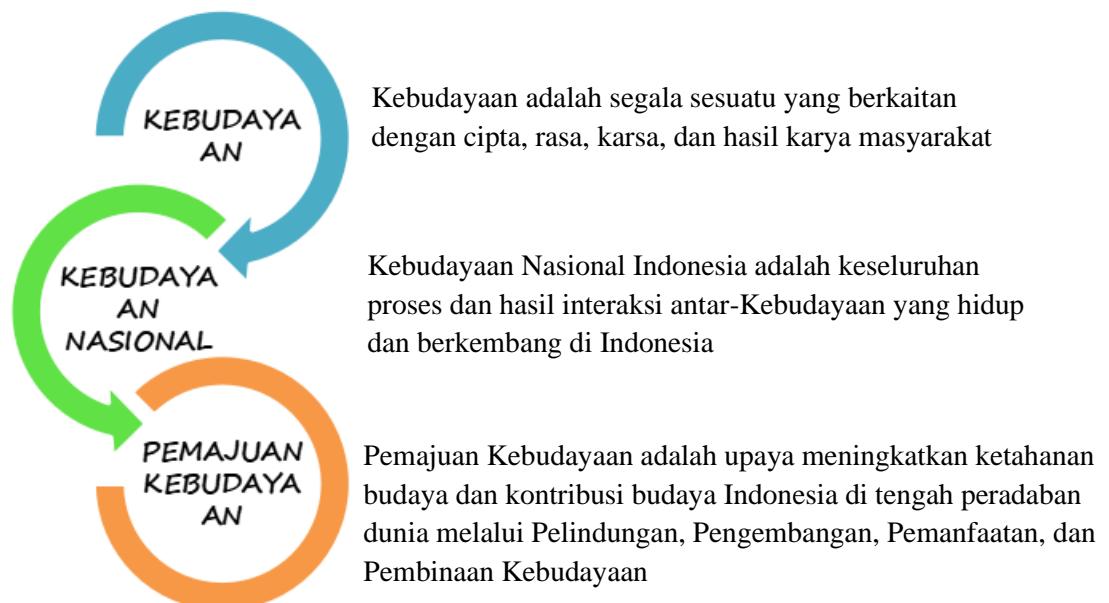 KEBUDAYA
AN
Kebudayaan adalah segala sesuatu yang berkaitan
dengan cipta, rasa, karsa, dan hasil karya masyarakat
KEBUDAYA
AN
NASIONAL
Kebudayaan Nasional Indonesia adalah keseluruhan
proses dan hasil interaksi antar-Kebudayaan yang hidup
dan berkembang di Indonesia
PEMAJUAN
KEBUDAYA
AN
Pemajuan Kebudayaan adalah upaya meningkatkan ketahanan
budaya dan kontribusi budaya Indonesia di tengah peradaban
dunia melalui Pelindungan, Pengembangan, Pemanfaatan, dan
Pembinaan Kebudayaan